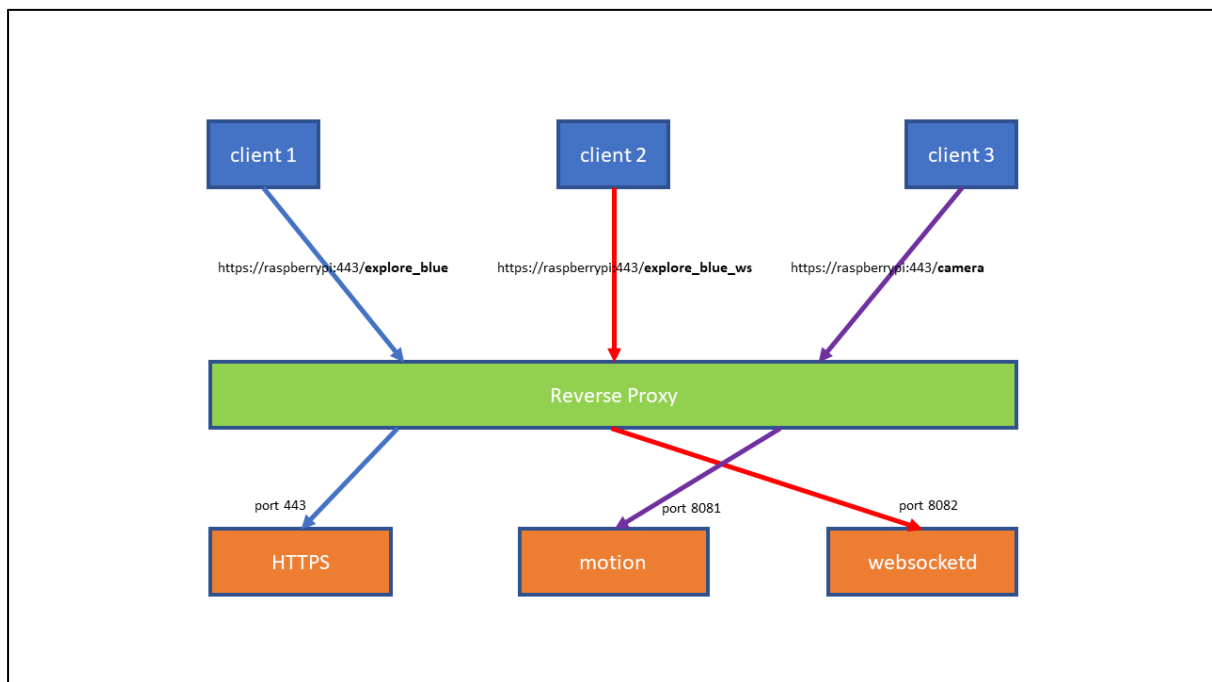 client 1
client 2
client 3
https://raspberrypi:443/explore_blue
https://raspberrypi:443/explore_blue_ws
https://raspberrypi:443/camera
Reverse Proxy
port 443
port 8081
port 8082
HTTPS
motion
websocketd